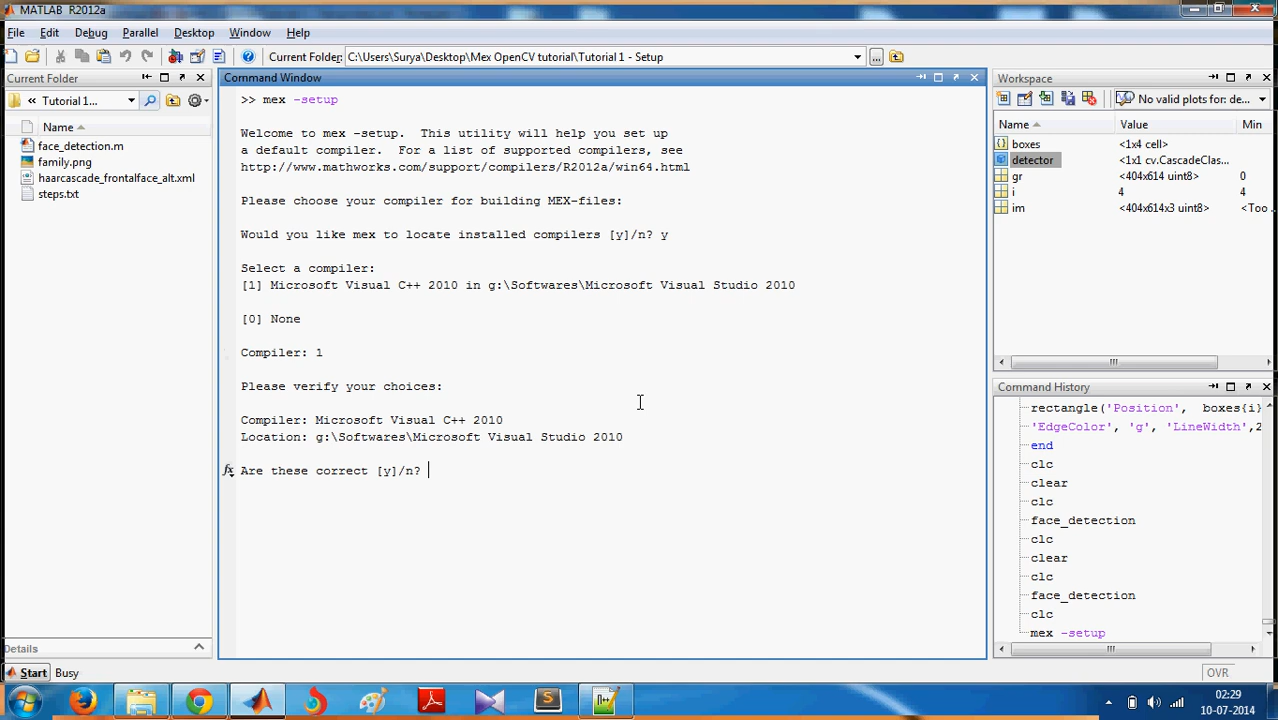 MATLAB R2012a
File Edit Debug Parallel Desktop Window Help
Current Folder: C:\Users\Surya\Desktop\Mex OpenCV tutorial\Tutorial 1 - Setup
Current Folder
« Tutorial 1...
Name
face_detection.m
family.png
haarcascade_frontalface_alt.xml
steps.txt
Details
Command Window
>> mex -setup
Welcome to mex -setup. This utility will help you set up
a default compiler. For a list of supported compilers, see
http://www.mathworks.com/support/compilers/R2012a/win64.html
Please choose your compiler for building MEX-files:
Would you like mex to locate installed compilers [y]/n? y
Select a compiler:
[1] Microsoft Visual C++ 2010 in g:\Softwares\Microsoft Visual Studio 2010
[0] None
Compiler: 1
Please verify your choices:
Compiler: Microsoft Visual C++ 2010
Location: g:\Softwares\Microsoft Visual Studio 2010
fx Are these correct [y]/n?
Workspace
No valid plots for: de...
Name Value Min
boxes <1x4 cell>
detector <1x1 cv.CascadeClas...
gr <404x614 uint8> 0
i 4 4
im <404x614x3 uint8> <Too ..
Command History
rectangle('Position', boxes{i}
'EdgeColor', 'g', 'LineWidth',2
end
clc
clear
clc
face_detection
clc
clear
clc
face_detection
clc
mex -setup
Start Busy
OVR
02:29
10-07-2014